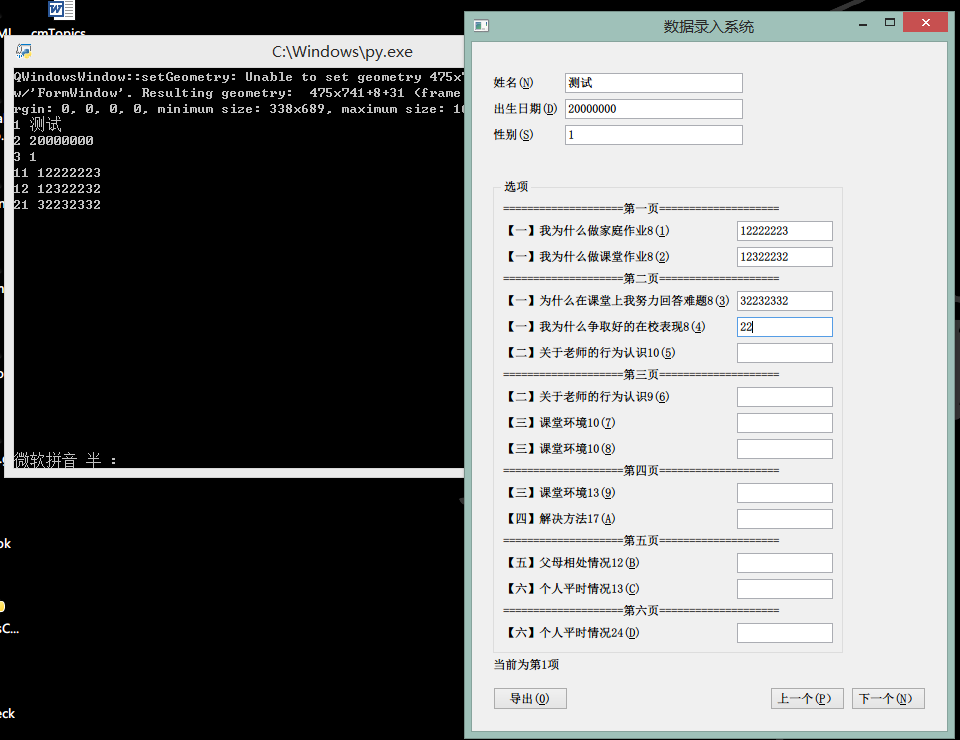 cmTopics
C:\Windows\py.exe
QWindowsWindow::setGeometry: Unable to set geometry 475x
w/'FormWindow'. Resulting geometry:  475x741+8+31 (frame
rgin: 0, 0, 0, 0, minimum size: 338x689, maximum size: 16
1 测试
2 20000000
3 1
11 12222223
12 12322232
21 32232332
微软拼音 半 :
ok
sC...
eck
数据录入系统
姓名(N) 测试
出生日期(D) 20000000
性别(S) 1
选项
====================第一页====================
【一】我为什么做家庭作业8(1) 12222223
【一】我为什么做课堂作业8(2) 12322232
====================第二页====================
【一】为什么在课堂上我努力回答难题8(3) 32232332
【一】我为什么争取好的在校表现8(4) 22
【二】关于老师的行为认识10(5)
====================第三页====================
【二】关于老师的行为认识9(6)
【三】课堂环境10(7)
【三】课堂环境10(8)
====================第四页====================
【三】课堂环境13(9)
【四】解决方法17(A)
====================第五页====================
【五】父母相处情况12(B)
【六】个人平时情况13(C)
====================第六页====================
【六】个人平时情况24(D)
当前为第1项
导出(O) 上一个(P) 下一个(N)